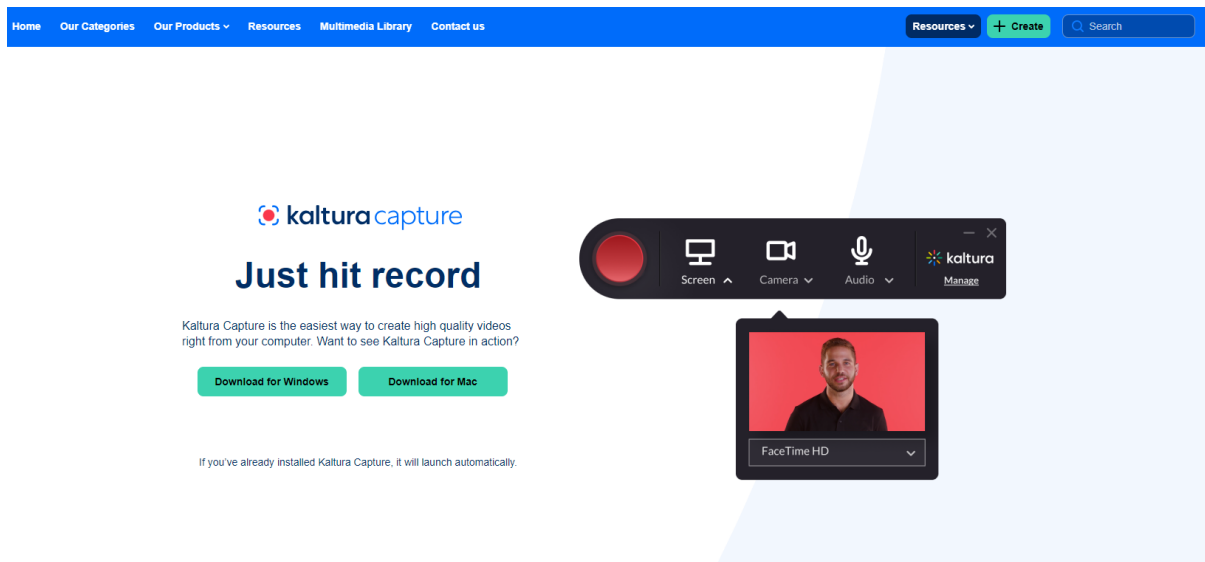 Home Our Categories Our Products Resources Multimedia Library Contact us Resources + Create Search
kaltura capture
Just hit record
Kaltura Capture is the easiest way to create high quality videos
right from your computer. Want to see Kaltura Capture in action?
Download for Windows Download for Mac
If you've already installed Kaltura Capture, it will launch automatically.
Screen Camera Audio
kaltura
Manage
FaceTime HD